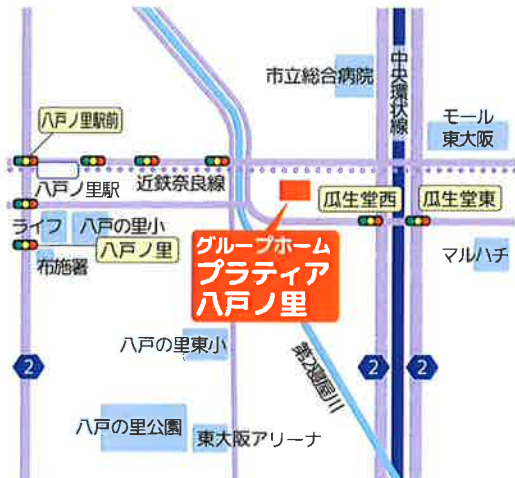 市立総合病院
中央環状線
モール
東大阪
八戸ノ里駅前
八戸ノ里駅
近鉄奈良線
瓜生堂西
瓜生堂東
ライフ
八戸の里小
八戸ノ里
布施署
グループホーム
プラティア
八戸ノ里
マルハチ
八戸の里東小
第2寝屋川
2
2
2
八戸の里公園
東大阪アリーナ